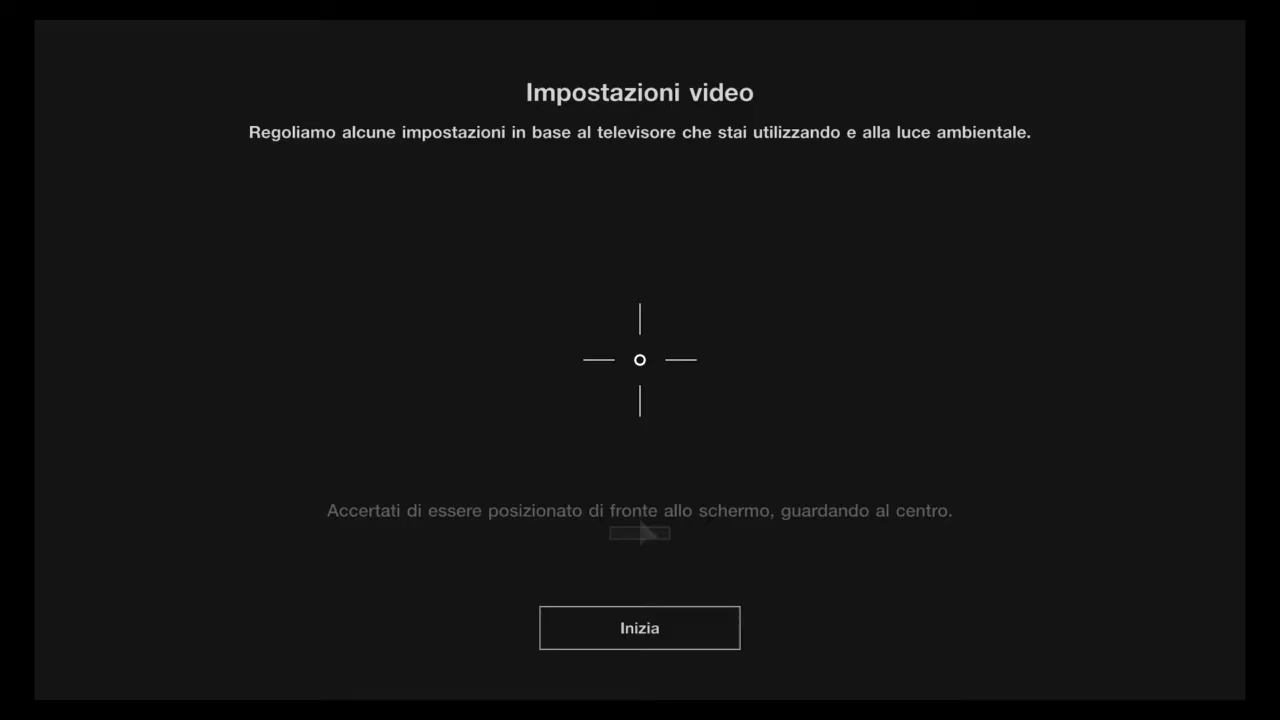 Impostazioni video
Regoliamo alcune impostazioni in base al televisore che stai utilizzando e alla luce ambientale.
Accertati di essere posizionato di fronte allo schermo, guardando al centro.
Inizia